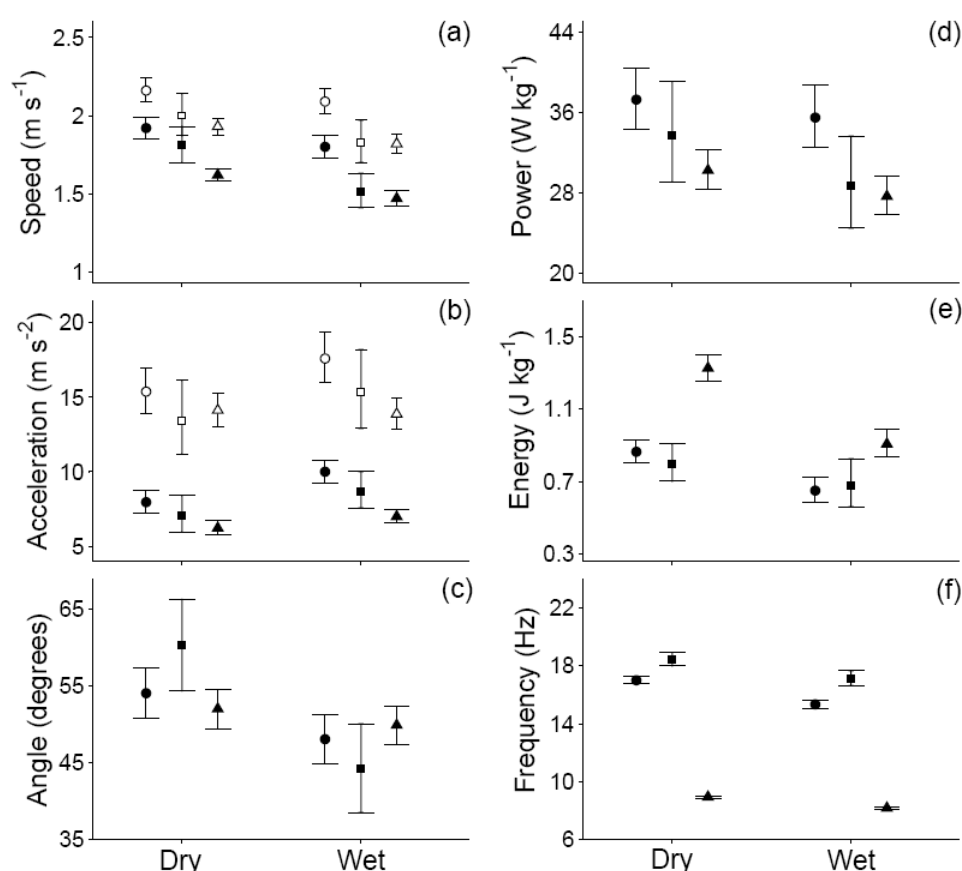 (a)
Speed (m s⁻¹)
2.5
2
1.5
1
(b)
Acceleration (m s⁻²)
20
15
10
5
(c)
Angle (degrees)
65
55
45
35
Dry Wet
(d)
Power (W kg⁻¹)
44
36
28
20
(e)
Energy (J kg⁻¹)
1.5
1.1
0.7
0.3
(f)
Frequency (Hz)
22
18
14
10
6
Dry Wet